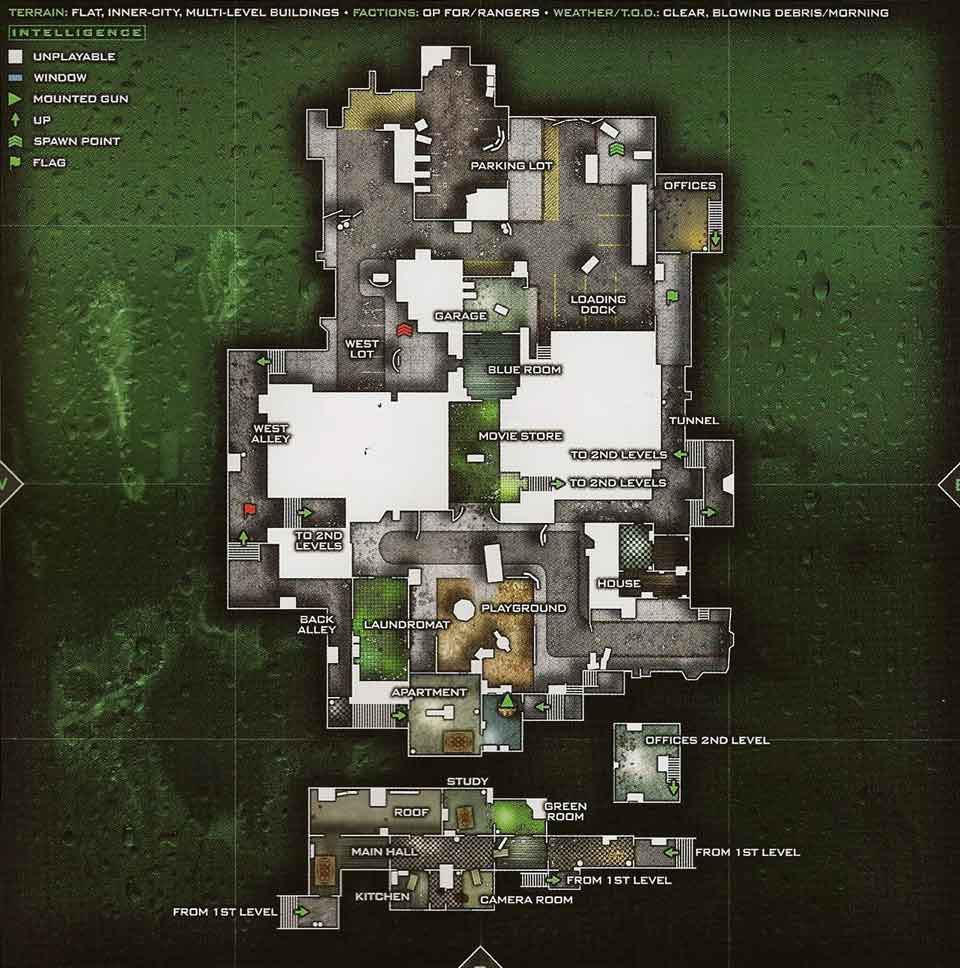 TERRAIN: FLAT, INNER-CITY, MULTI-LEVEL BUILDINGS • FACTIONS: OP FOR/RANGERS • WEATHER/T.O.D.: CLEAR, BLOWING DEBRIS/MORNING
INTELLIGENCE
UNPLAYABLE
WINDOW
MOUNTED GUN
UP
SPAWN POINT
FLAG
PARKING LOT
OFFICES
LOADING
DOCK
GARAGE
WEST
LOT
BLUE ROOM
TUNNEL
WEST
ALLEY
MOVIE STORE
TO 2ND LEVELS
TO 2ND LEVELS
TO 2ND
LEVELS
HOUSE
PLAYGROUND
BACK
ALLEY
LAUNDROMAT
APARTMENT
OFFICES 2ND LEVEL
STUDY
ROOF
GREEN
ROOM
MAIN HALL
FROM 1ST LEVEL
FROM 1ST LEVEL
KITCHEN
CAMERA ROOM
FROM 1ST LEVEL